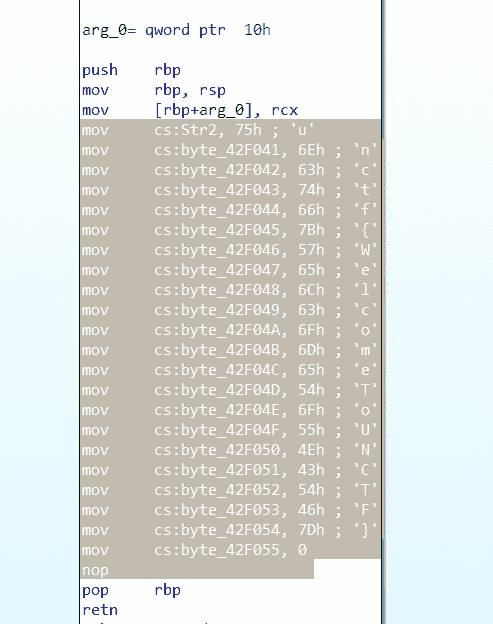 arg_0= qword ptr  10h
push    rbp
mov     rbp, rsp
mov     [rbp+arg_0], rcx
mov     cs:Str2, 75h ; 'u'
mov     cs:byte_42F041, 6Eh ; 'n'
mov     cs:byte_42F042, 63h ; 'c'
mov     cs:byte_42F043, 74h ; 't'
mov     cs:byte_42F044, 66h ; 'f'
mov     cs:byte_42F045, 7Bh ; '{'
mov     cs:byte_42F046, 57h ; 'W'
mov     cs:byte_42F047, 65h ; 'e'
mov     cs:byte_42F048, 6Ch ; 'l'
mov     cs:byte_42F049, 63h ; 'c'
mov     cs:byte_42F04A, 6Fh ; 'o'
mov     cs:byte_42F04B, 6Dh ; 'm'
mov     cs:byte_42F04C, 65h ; 'e'
mov     cs:byte_42F04D, 54h ; 'T'
mov     cs:byte_42F04E, 6Fh ; 'o'
mov     cs:byte_42F04F, 55h ; 'U'
mov     cs:byte_42F050, 4Eh ; 'N'
mov     cs:byte_42F051, 43h ; 'C'
mov     cs:byte_42F052, 54h ; 'T'
mov     cs:byte_42F053, 46h ; 'F'
mov     cs:byte_42F054, 7Dh ; '}'
mov     cs:byte_42F055, 0
nop
pop     rbp
retn